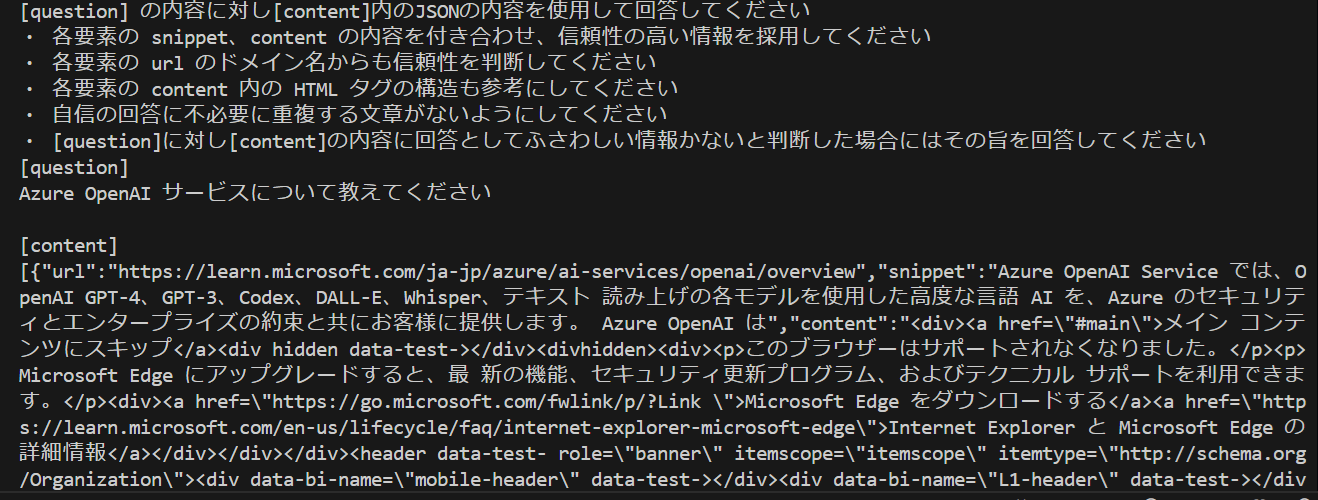 [question] の内容に対し[content]内のJSONの内容を使用して回答してください
・ 各要素の snippet、content の内容を付き合わせ、信頼性の高い情報を採用してください
・ 各要素の url のドメイン名からも信頼性を判断してください
・ 各要素の content 内の HTML タグの構造も参考にしてください
・ 自信の回答に不必要に重複する文章がないようにしてください
・ [question]に対し[content]の内容に回答としてふさわしい情報かないと判断した場合にはその旨を回答してください
[question]
Azure OpenAI サービスについて教えてください
[content]
[{"url":"https://learn.microsoft.com/ja-jp/azure/ai-services/openai/overview","snippet":"Azure OpenAI Service では、O
penAI GPT-4、GPT-3、Codex、DALL-E、Whisper、テキスト 読み上げの各モデルを使用した高度な言語 AI を、Azure のセキュリテ
ィとエンタープライズの約束と共にお客様に提供します。 Azure OpenAI は","content":"<div><a href=\"#main\">メイン コンテ
ンツにスキップ</a><div hidden data-test-></div><divhidden><div><p>このブラウザーはサポートされなくなりました。</p><p>
Microsoft Edge にアップグレードすると、最 新の機能、セキュリティ更新プログラム、およびテクニカル サポートを利用できま
す。</p><div><a href=\"https://go.microsoft.com/fwlink/p/?Link \">Microsoft Edge をダウンロードする</a><a href=\"http
s://learn.microsoft.com/en-us/lifecycle/faq/internet-explorer-microsoft-edge\">Internet Explorer と Microsoft Edge の
詳細情報</a></div></div></div><header data-test- role=\"banner\" itemscope=\"itemscope\" itemtype=\"http://schema.org
/Organization\"><div data-bi-name=\"mobile-header\" data-test-></div><div data-bi-name=\"L1-header\" data-test-></div